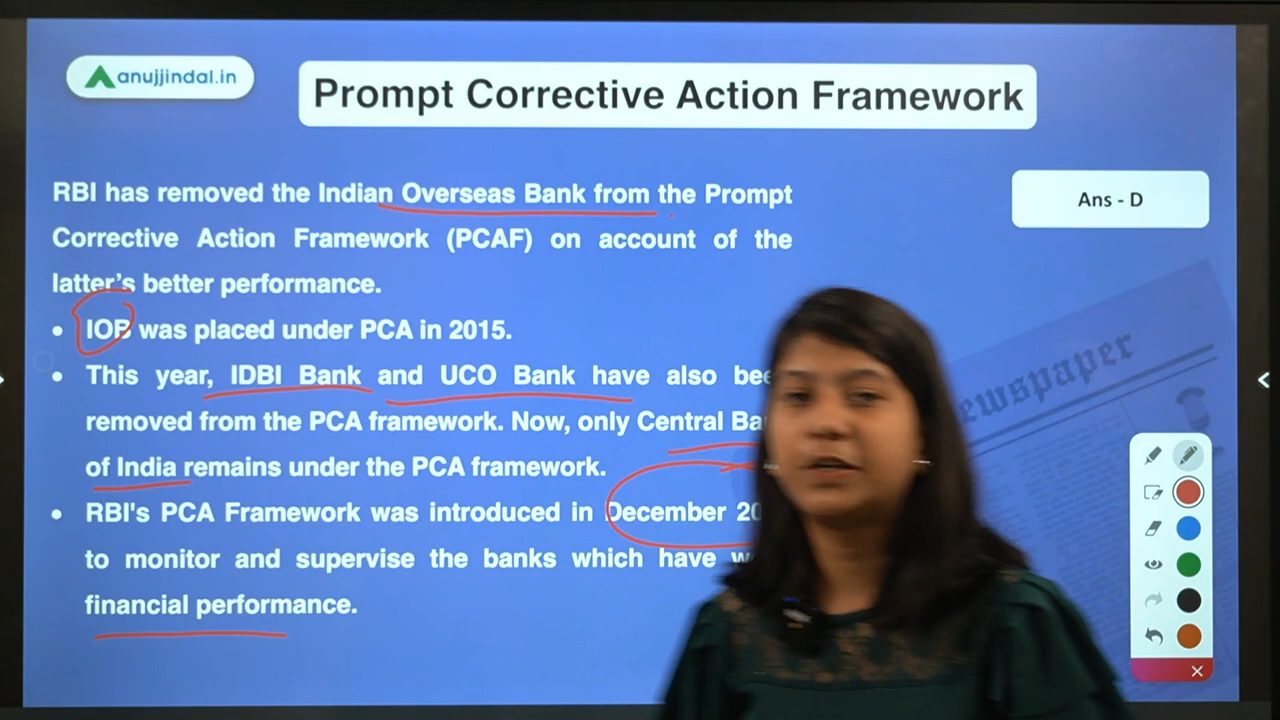 anujjindal.in
Prompt Corrective Action Framework
RBI has removed the Indian Overseas Bank from the Prompt
Ans - D
Corrective Action Framework (PCAF) on account of the
latter's better performance.
• IOB was placed under PCA in 2015.
• This year, IDBI Bank and UCO Bank have also
removed from the PCA framework. Now, only Central
of India remains under the PCA framework.
• RBI's PCA Framework was introduced in December
to monitor and supervise the banks which have
financial performance.
ewspaper